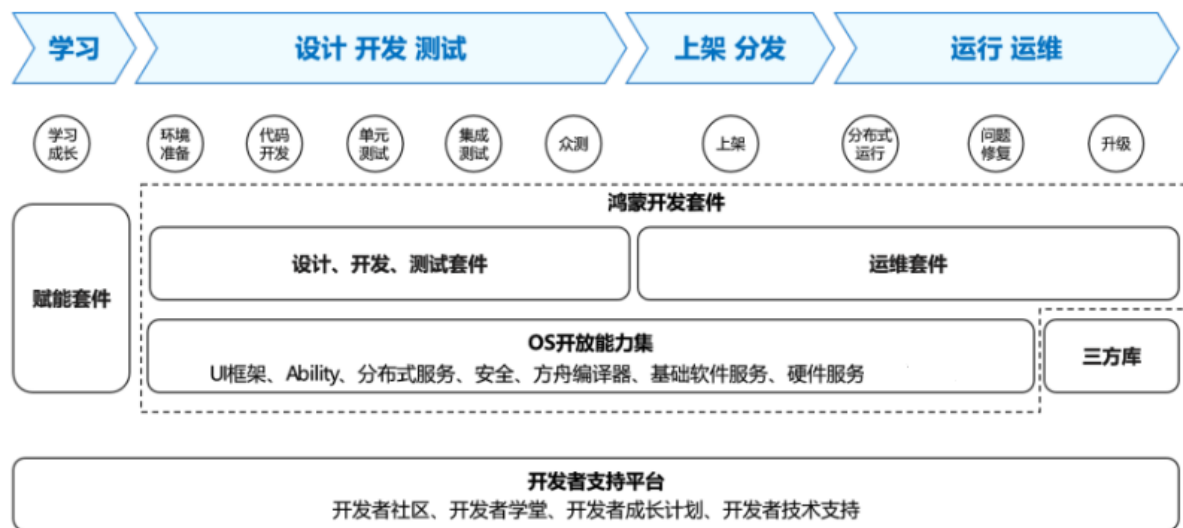 学习
设计 开发 测试
上架 分发
运行 运维
学习
成长
环境
准备
代码
开发
单元
测试
集成
测试
众测
上架
分布式
运行
问题
修复
升级
鸿蒙开发套件
赋能套件
设计、开发、测试套件
运维套件
OS开放能力集
UI框架、Ability、分布式服务、安全、方舟编译器、基础软件服务、硬件服务
三方库
开发者支持平台
开发者社区、开发者学堂、开发者成长计划、开发者技术支持